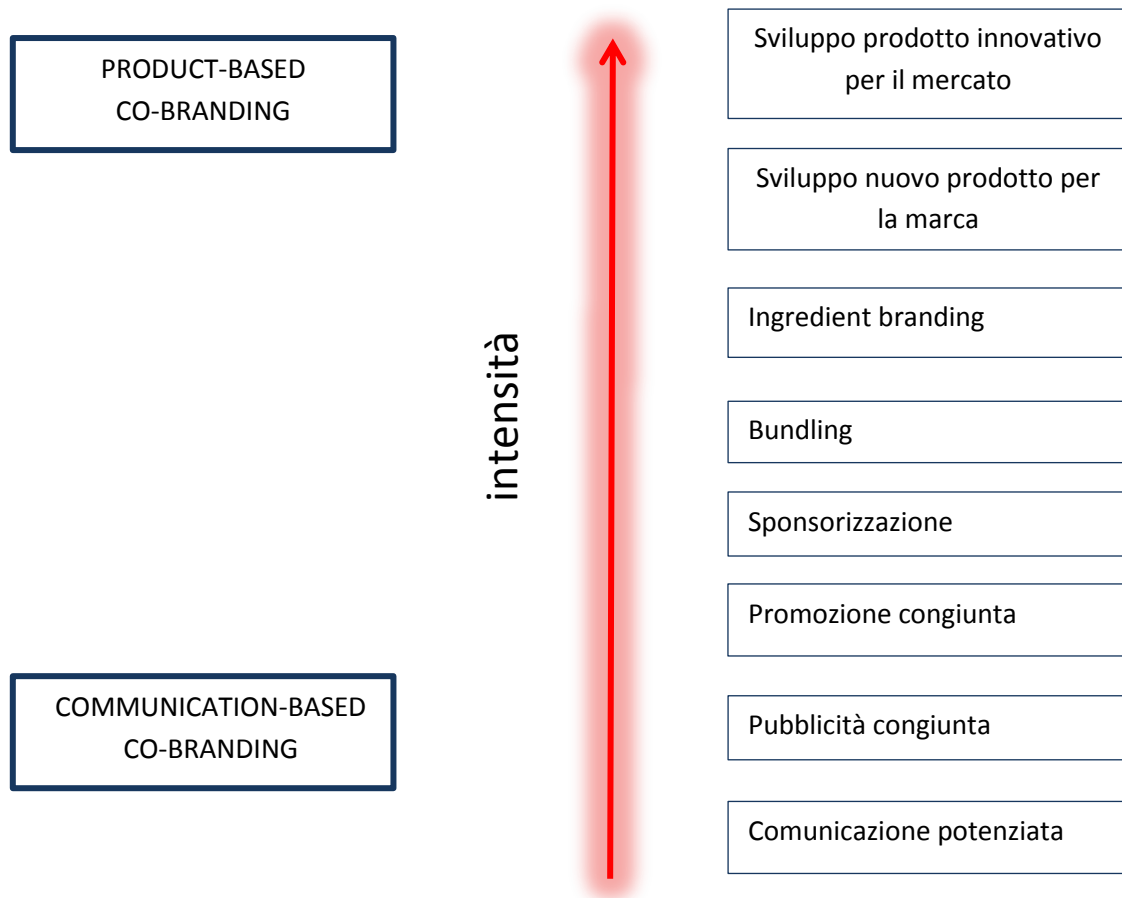 PRODUCT-BASED
CO-BRANDING
COMMUNICATION-BASED
CO-BRANDING
intensità
Sviluppo prodotto innovativo
per il mercato
Sviluppo nuovo prodotto per
la marca
Ingredient branding
Bundling
Sponsorizzazione
Promozione congiunta
Pubblicità congiunta
Comunicazione potenziata